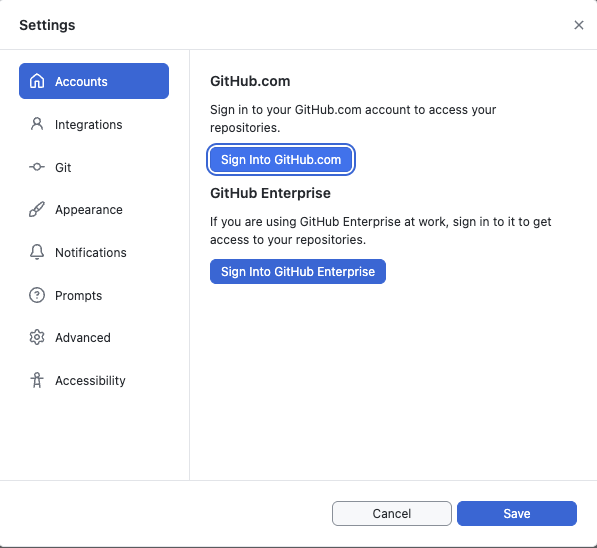 Settings
Accounts
Integrations
Git
Appearance
Notifications
Prompts
Advanced
Accessibility
GitHub.com
Sign in to your GitHub.com account to access your
repositories.
Sign Into GitHub.com
GitHub Enterprise
If you are using GitHub Enterprise at work, sign in to it to get
access to your repositories.
Sign Into GitHub Enterprise
Cancel
Save